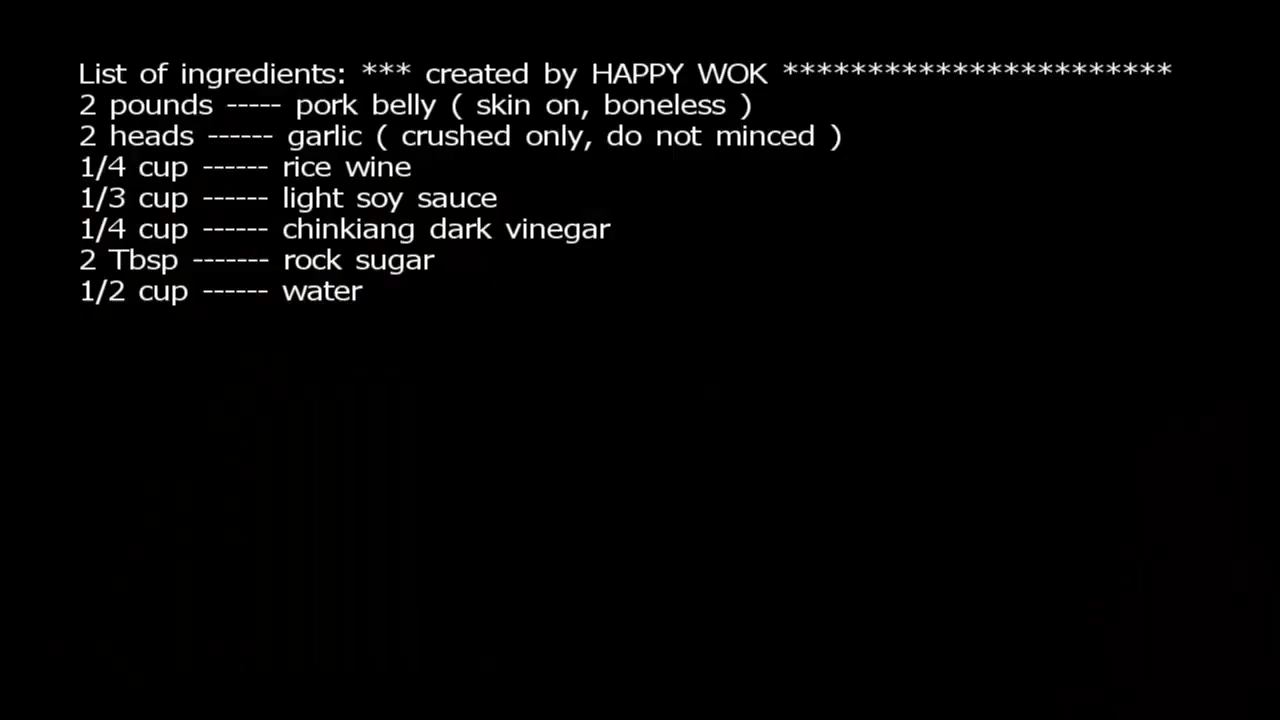 List of ingredients: *** created by HAPPY WOK ***********************
2 pounds ----- pork belly ( skin on, boneless )
2 heads ------ garlic ( crushed only, do not minced )
1/4 cup ------ rice wine
1/3 cup ------ light soy sauce
1/4 cup ------ chinkiang dark vinegar
2 Tbsp ------- rock sugar
1/2 cup ------ water